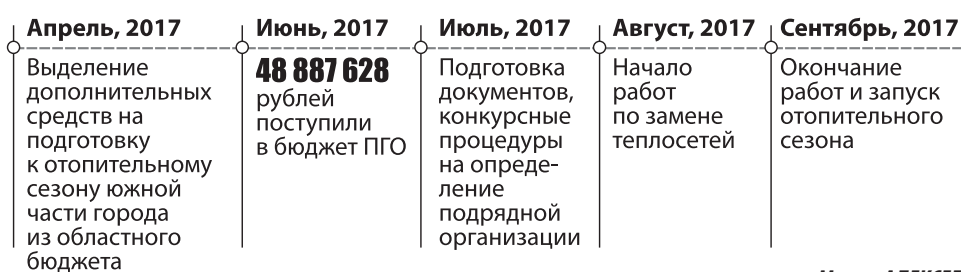 Апрель, 2017
Выделение
дополнительных
средств на
подготовку
к отопительному
сезону южной
части города
из областного
бюджета
Июнь, 2017
48 887 628
рублей
поступили
в бюджет ПГО
Июль, 2017
Подготовка
документов,
конкурсные
процедуры
на опреде-
ление
подрядной
организации
Август, 2017
Начало
работ
по замене
теплосетей
Сентябрь, 2017
Окончание
работ и запуск
отопительного
сезона